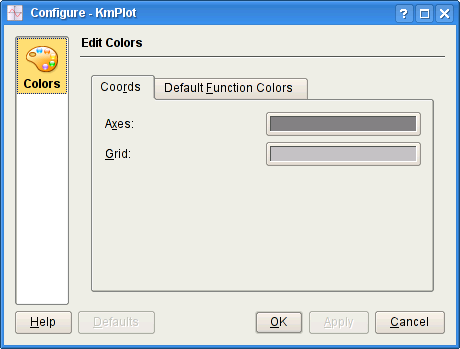 Configure - KmPlot
Colors
Edit Colors
Coords
Default Function Colors
Axes:
Grid:
Help
Defaults
OK
Apply
Cancel